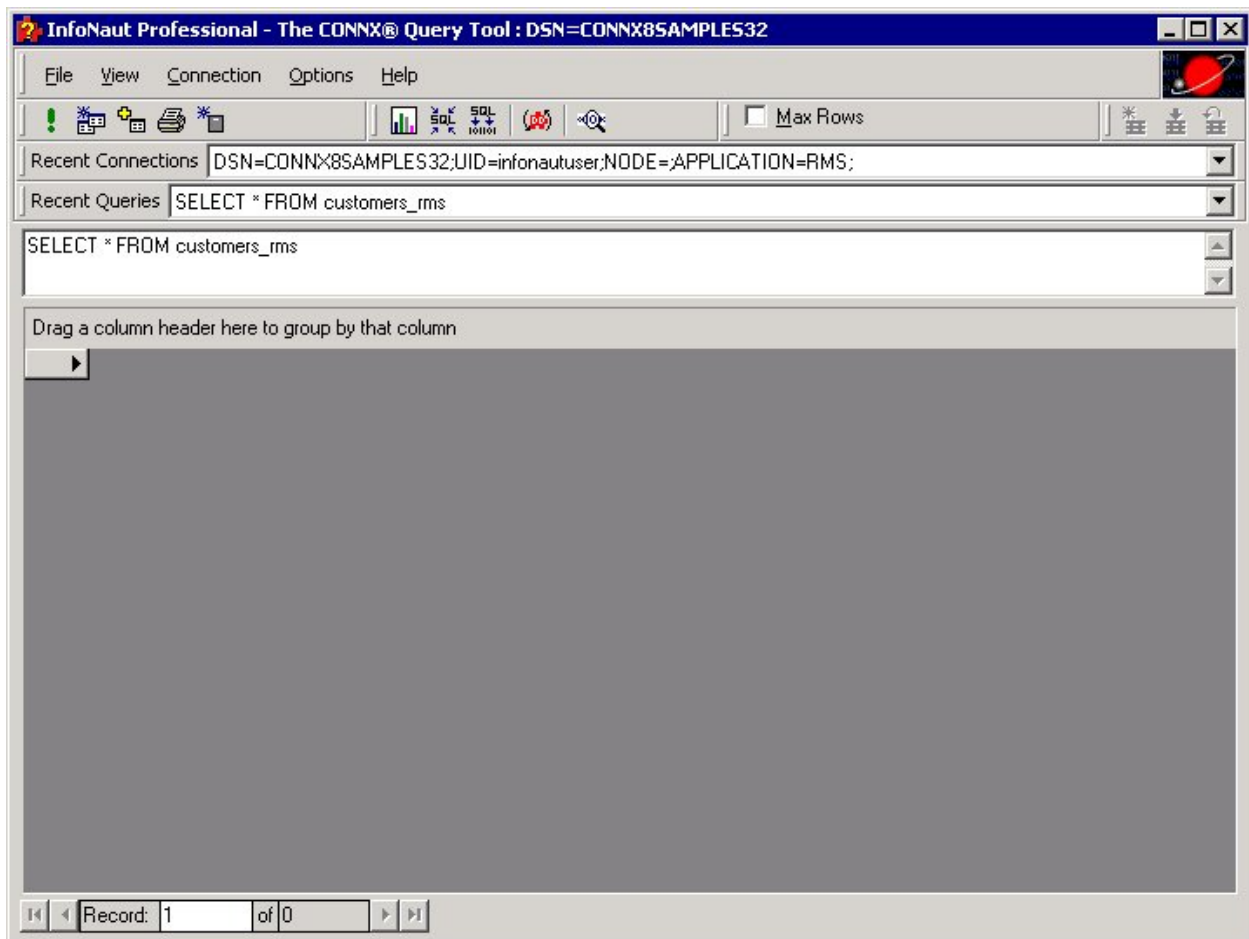 InfoNaut Professional - The CONNX® Query Tool : DSN=CONNX8SAMPLES32
File View Connection Options Help
SQL SQL Max Rows
Recent Connections DSN=CONNX8SAMPLES32;UID=infonautuser;NODE=;APPLICATION=RMS;
Recent Queries SELECT * FROM customers_rms
SELECT * FROM customers_rms
Drag a column header here to group by that column
Record: 1 of 0